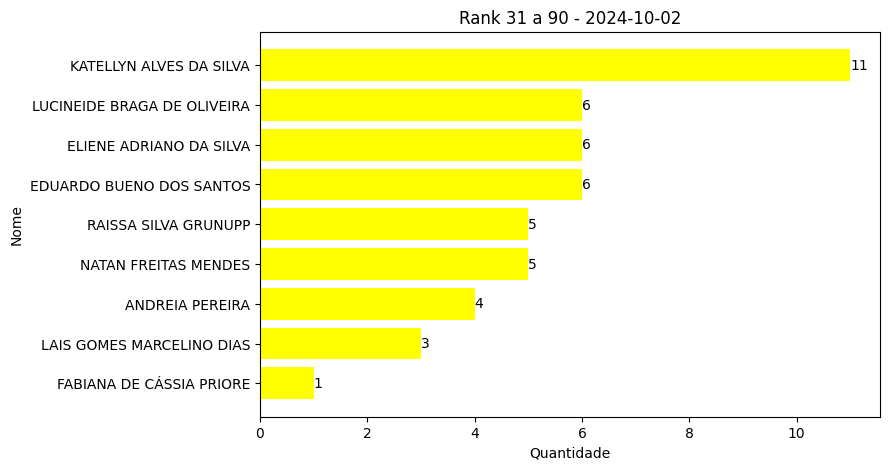 Rank 31 a 90 - 2024-10-02
Nome
KATELLYN ALVES DA SILVA 11
LUCINEIDE BRAGA DE OLIVEIRA 6
ELIENE ADRIANO DA SILVA 6
EDUARDO BUENO DOS SANTOS 6
RAISSA SILVA GRUNUPP 5
NATAN FREITAS MENDES 5
ANDREIA PEREIRA 4
LAIS GOMES MARCELINO DIAS 3
FABIANA DE CÁSSIA PRIORE 1
0 2 4 6 8 10
Quantidade